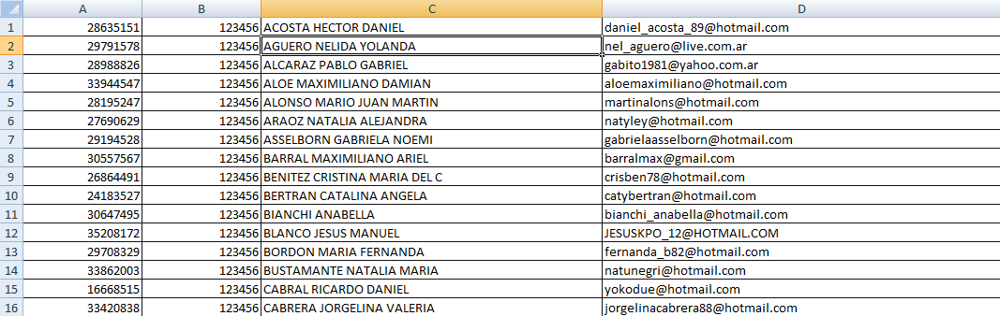 A B C D
1 28635151 123456 ACOSTA HECTOR DANIEL daniel_acosta_89@hotmail.com
2 29791578 123456 AGUERO NELIDA YOLANDA nel_aguero@live.com.ar
3 28988826 123456 ALCARAZ PABLO GABRIEL gabito1981@yahoo.com.ar
4 33944547 123456 ALOE MAXIMILIANO DAMIAN aloemaximiliano@hotmail.com
5 28195247 123456 ALONSO MARIO JUAN MARTIN martinalons@hotmail.com
6 27690629 123456 ARAOZ NATALIA ALEJANDRA natyley@hotmail.com
7 29194528 123456 ASSELBORN GABRIELA NOEMI gabrielaasselborn@hotmail.com
8 30557567 123456 BARRAL MAXIMILIANO ARIEL barralmax@gmail.com
9 26864491 123456 BENITEZ CRISTINA MARIA DEL C crisben78@hotmail.com
10 24183527 123456 BERTRAN CATALINA ANGELA catybertran@hotmail.com
11 30647495 123456 BIANCHI ANABELLA bianchi_anabella@hotmail.com
12 35208172 123456 BLANCO JESUS MANUEL JESUSKPO_12@HOTMAIL.COM
13 29708329 123456 BORDON MARIA FERNANDA fernanda_b82@hotmail.com
14 33862003 123456 BUSTAMANTE NATALIA MARIA natunegri@hotmail.com
15 16668515 123456 CABRAL RICARDO DANIEL yokodue@hotmail.com
16 33420838 123456 CABRERA JORGELINA VALERIA jorgelinacabrera88@hotmail.com